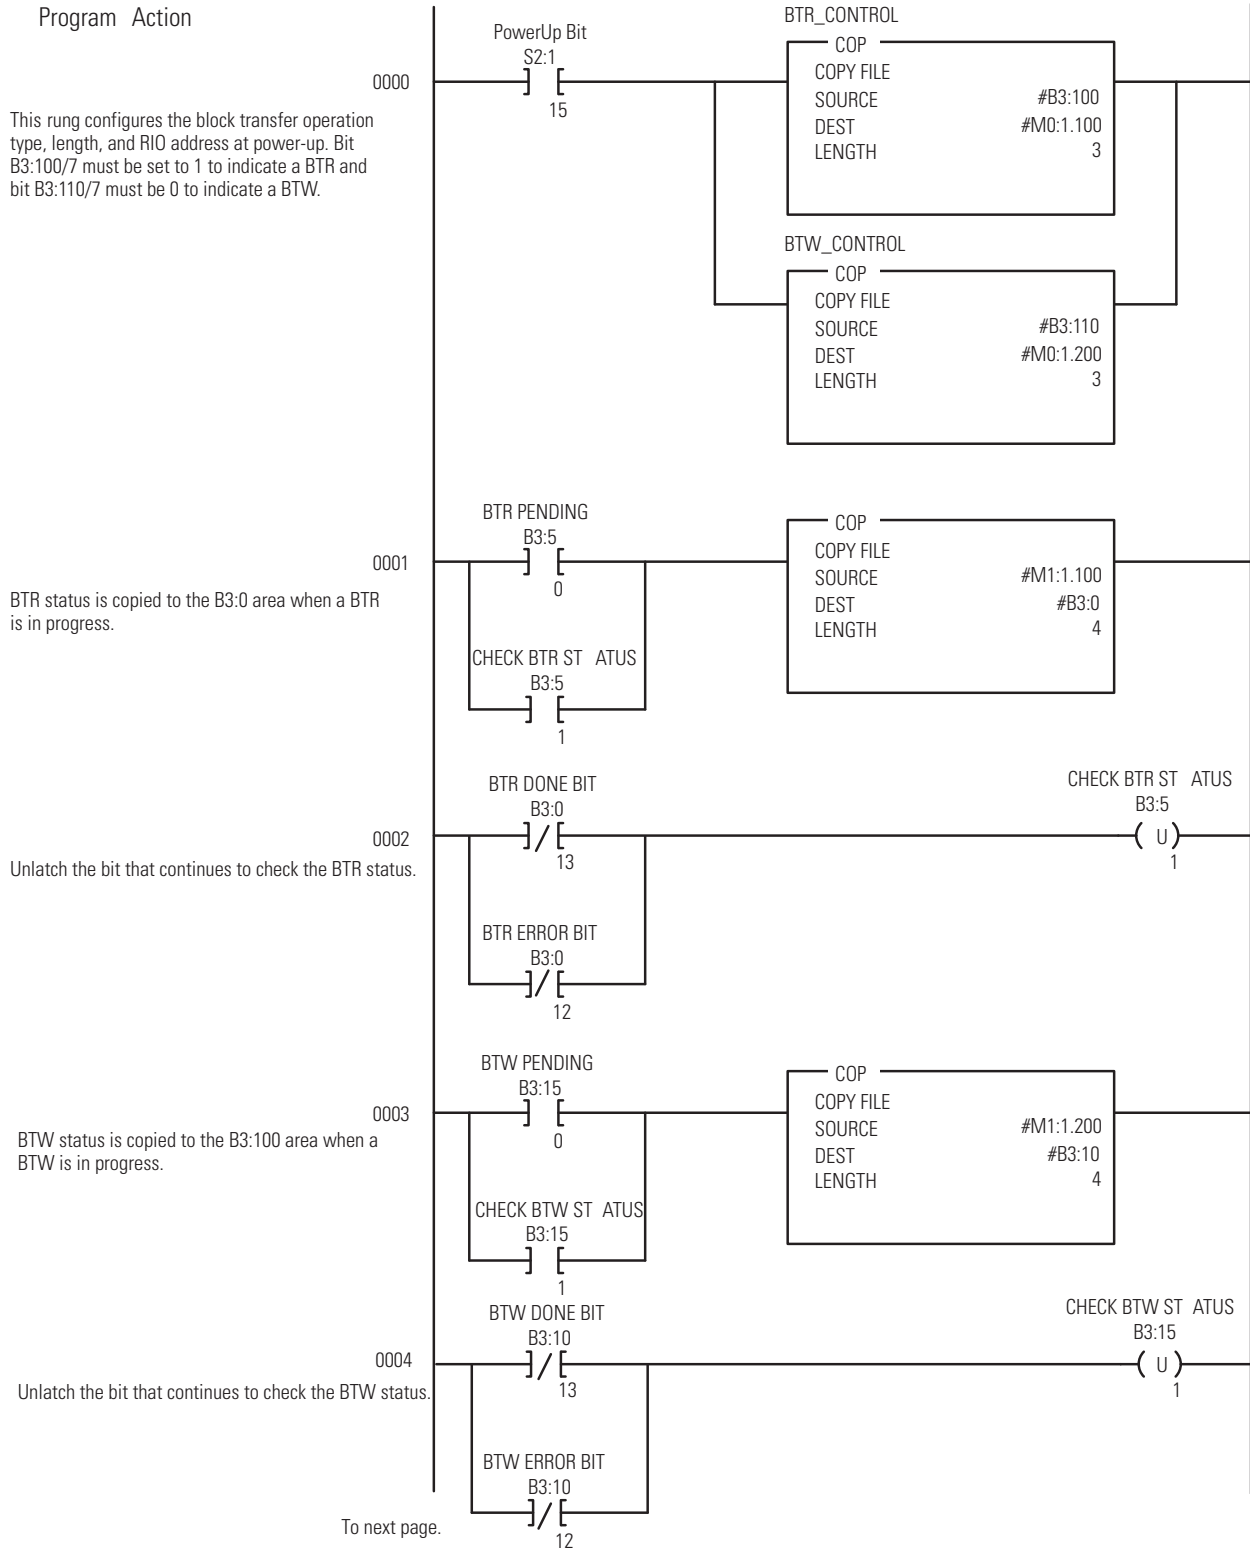 Program Action
PowerUp Bit
S2:1
15
0000
This rung configures the block transfer operation
type, length, and RIO address at power-up. Bit
B3:100/7 must be set to 1 to indicate a BTR and
bit B3:110/7 must be 0 to indicate a BTW.
BTR_CONTROL
COP
COPY FILE
SOURCE #B3:100
DEST #M0:1.100
LENGTH 3
BTW_CONTROL
COP
COPY FILE
SOURCE #B3:110
DEST #M0:1.200
LENGTH 3
BTR PENDING
B3:5
0
0001
BTR status is copied to the B3:0 area when a BTR
is in progress.
CHECK BTR ST ATUS
B3:5
1
COP
COPY FILE
SOURCE #M1:1.100
DEST #B3:0
LENGTH 4
BTR DONE BIT
B3:0
13
0002
Unlatch the bit that continues to check the BTR status.
BTR ERROR BIT
B3:0
12
CHECK BTR ST ATUS
B3:5
U
1
BTW PENDING
B3:15
0
0003
BTW status is copied to the B3:100 area when a
BTW is in progress.
CHECK BTW ST ATUS
B3:15
1
COP
COPY FILE
SOURCE #M1:1.200
DEST #B3:10
LENGTH 4
BTW DONE BIT
B3:10
13
0004
Unlatch the bit that continues to check the BTW status.
BTW ERROR BIT
B3:10
12
CHECK BTW ST ATUS
B3:15
U
1
To next page.